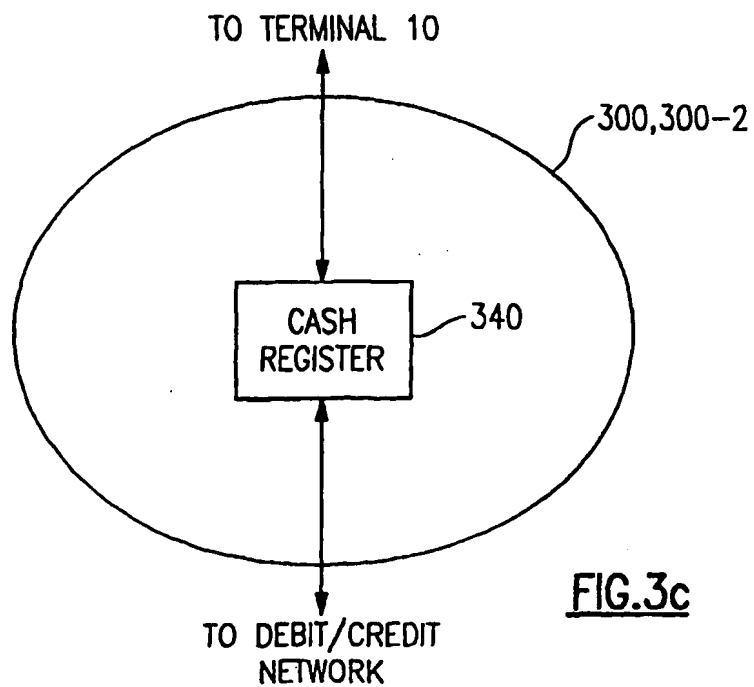 TO TERMINAL 10
300,300-2
CASH
REGISTER
340
FIG.3c
TO DEBIT/CREDIT
NETWORK